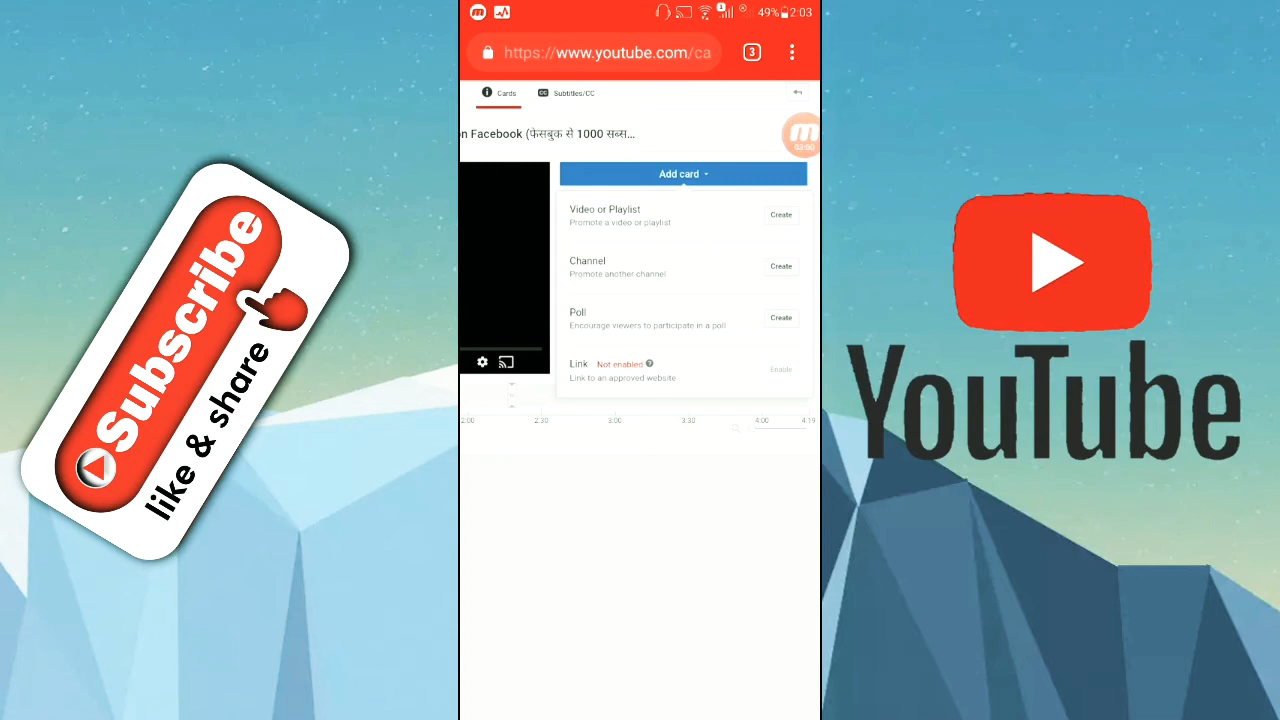 49% 2:03
https://www.youtube.com/ca
3
Cards
CC Subtitles/CC
n Facebook (फेसबुक से 1000 सब्स...
03:00
Add card
Video or Playlist
Promote a video or playlist
Create
Channel
Promote another channel
Create
Poll
Encourage viewers to participate in a poll
Create
Link Not enabled ?
Link to an approved website
Enable
2:00 2:30 3:00 3:30 4:00 4:19
Subscribe
like & share
YouTube